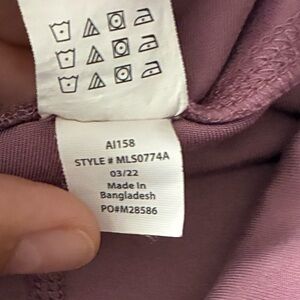 AI158
STYLE # MLS0774A
03/22
Made In
Bangladesh
PO#M28586